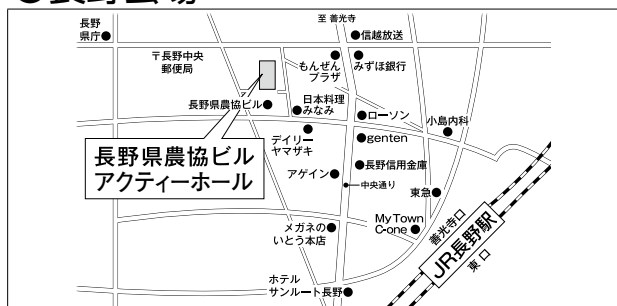 ●長野会場
至 善光寺
長野
県庁
信越放送
〒長野中央
郵便局
もんぜん
プラザ
みずほ銀行
長野県農協ビル
日本料理
みなみ
ローソン
小島内科
デイリー
ヤマザキ
genten
長野県農協ビル
アクティーホール
長野信用金庫
アゲイン
中央通り
東急
メガネの
いとう本店
My Town
C-one
善光寺口
JR長野駅
東口
ホテル
サンルート長野